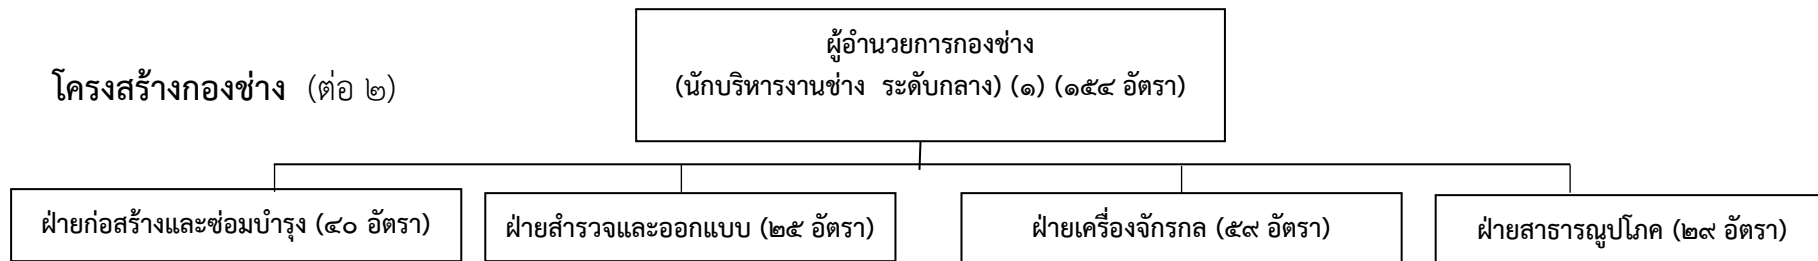 ผู้อำนวยการกองช่าง
(นักบริหารงานช่าง ระดับกลาง) (๑) (๑๕๔ อัตรา)
โครงสร้างกองช่าง (ต่อ ๒)
ฝ่ายก่อสร้างและซ่อมบำรุง (๔๐ อัตรา)
ฝ่ายสำรวจและออกแบบ (๒๕ อัตรา)
ฝ่ายเครื่องจักรกล (๕๙ อัตรา)
ฝ่ายสาธารณูปโภค (๒๙ อัตรา)